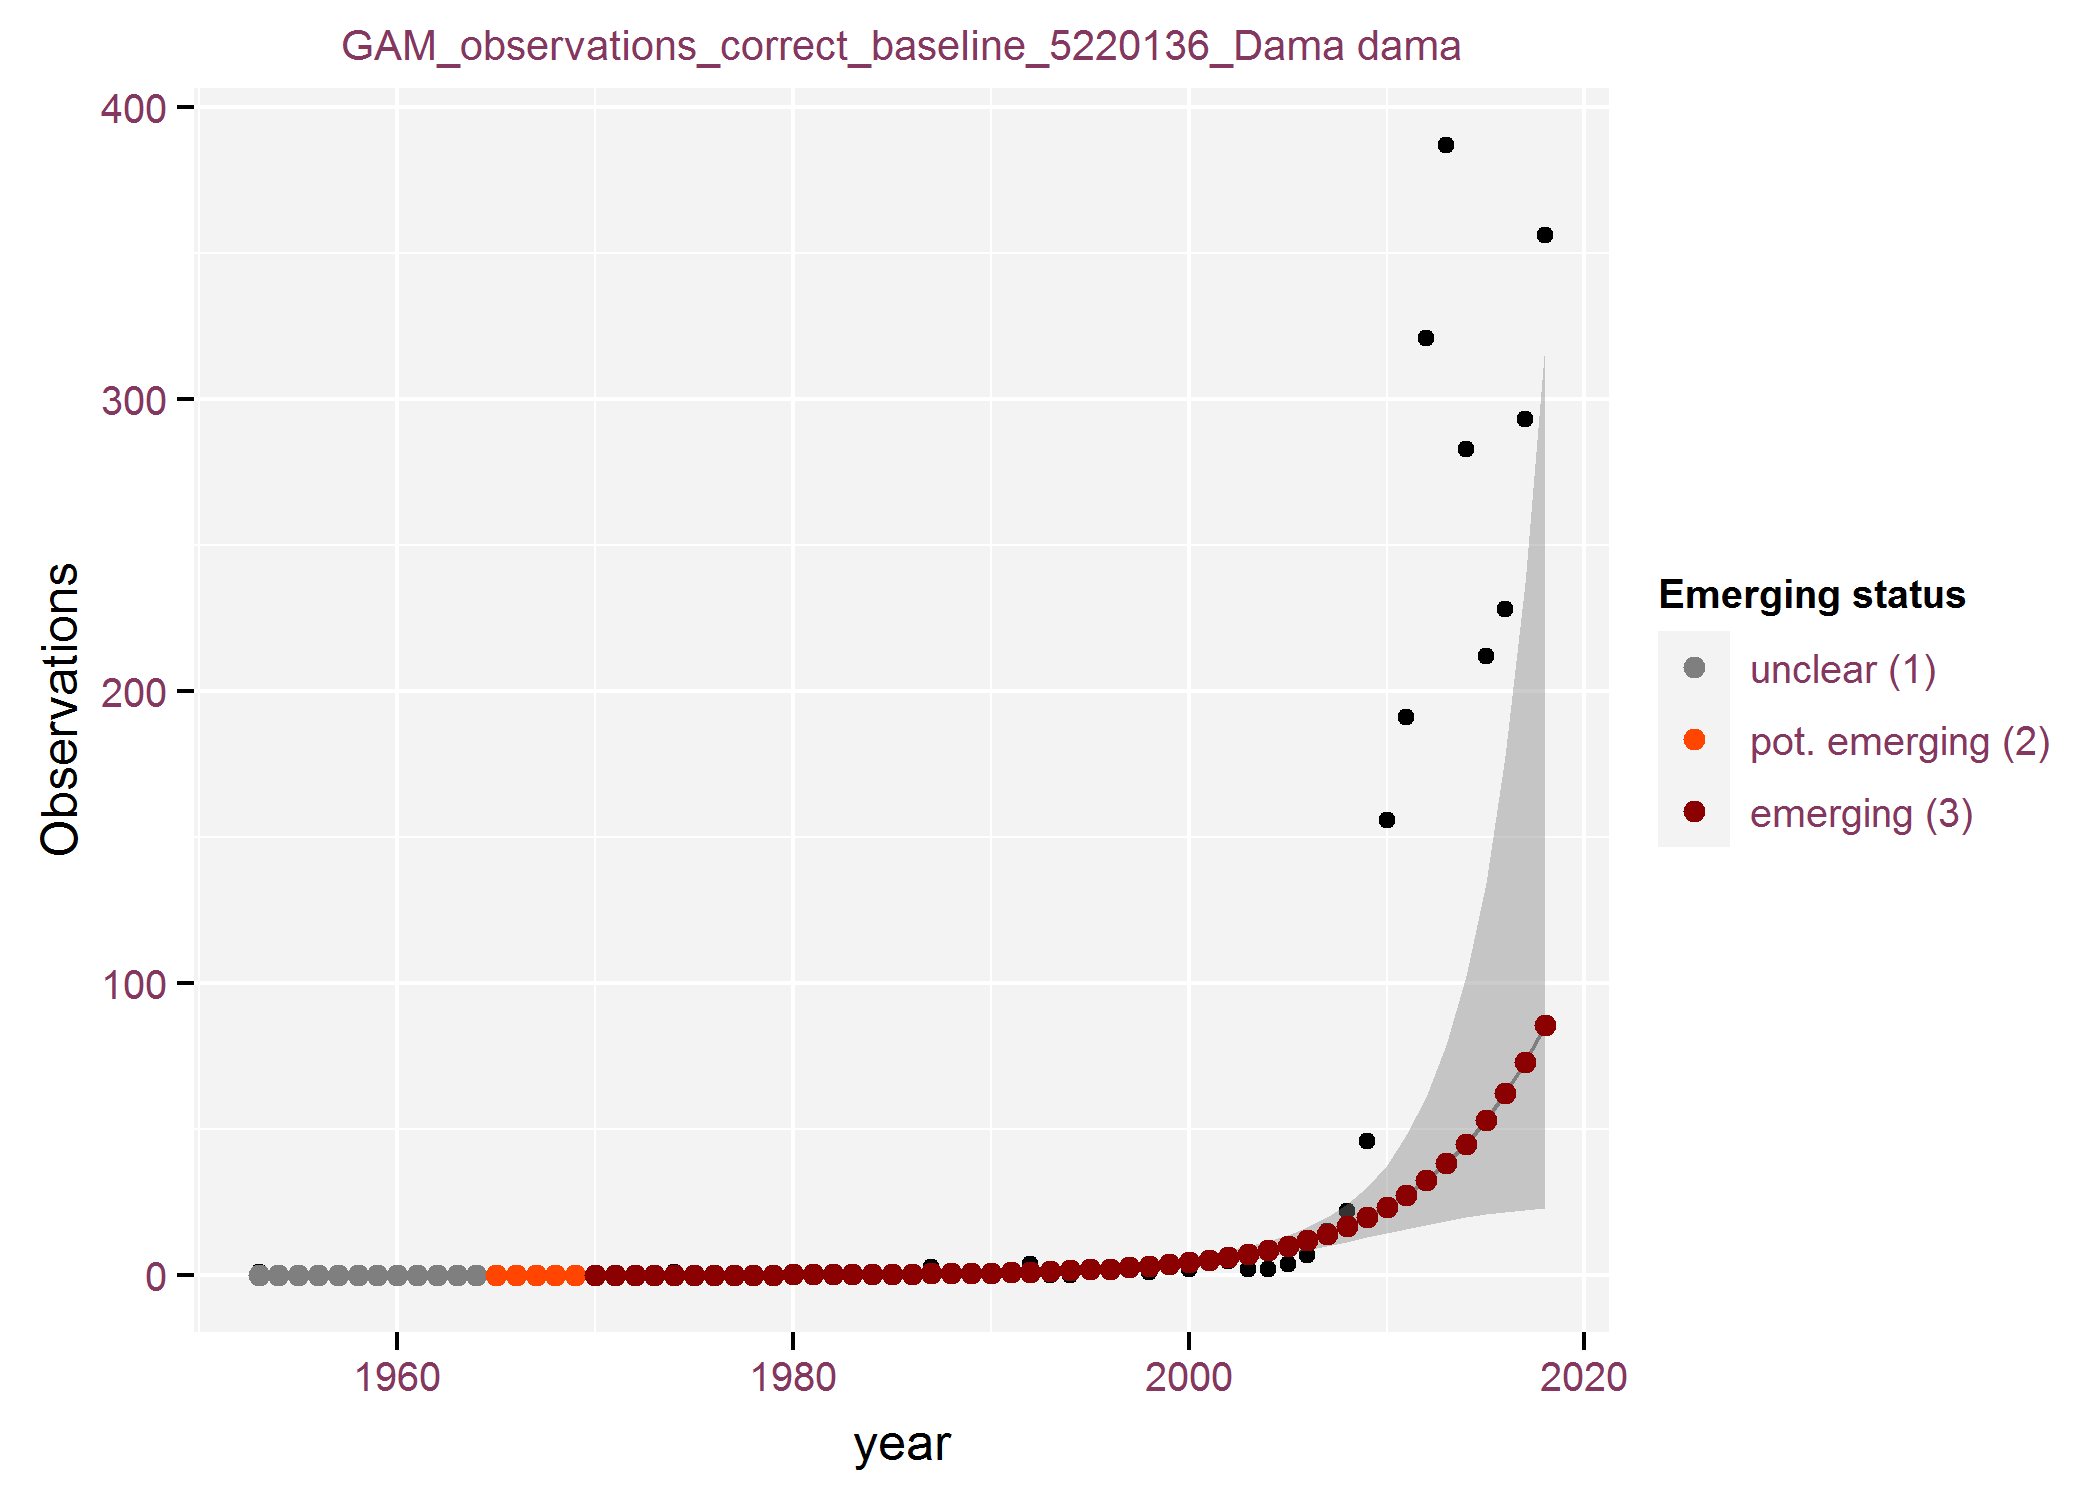 GAM_observations_correct_baseline_5220136_Dama dama
400
300
200
100
0
Observations
1960
1980
2000
2020
year
Emerging status
unclear (1)
pot. emerging (2)
emerging (3)